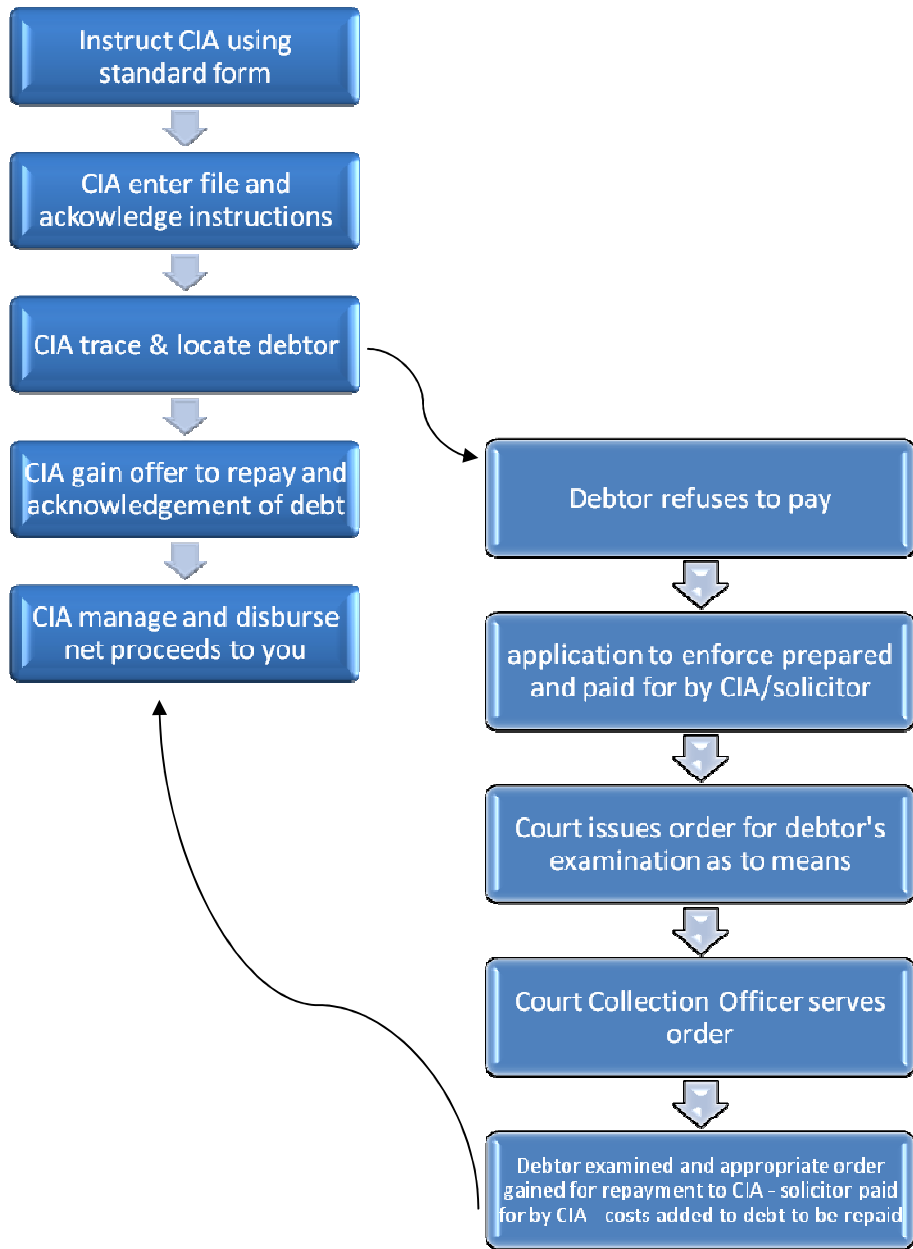 Instruct CIA using
standard form
CIA enter file and
ackowledge instructions
CIA trace & locate debtor
CIA gain offer to repay and
acknowledgement of debt
CIA manage and disburse
net proceeds to you
Debtor refuses to pay
application to enforce prepared
and paid for by CIA/solicitor
Court issues order for debtor's
examination as to means
Court Collection Officer serves
order
Debtor examined and appropriate order
gained for repayment to CIA - solicitor paid
for by CIA  costs added to debt to be repaid